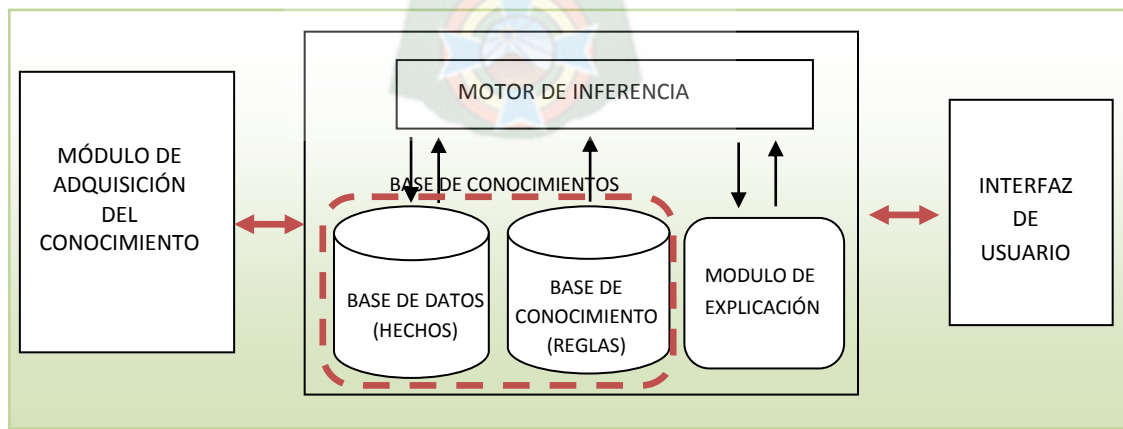 MOTOR DE INFERENCIA
MÓDULO DE
ADQUISICIÓN
DEL
CONOCIMIENTO
BASE DE CONOCIMIENTOS
BASE DE DATOS
(HECHOS)
BASE DE
CONOCIMIENTO
(REGLAS)
MODULO DE
EXPLICACIÓN
INTERFAZ
DE
USUARIO